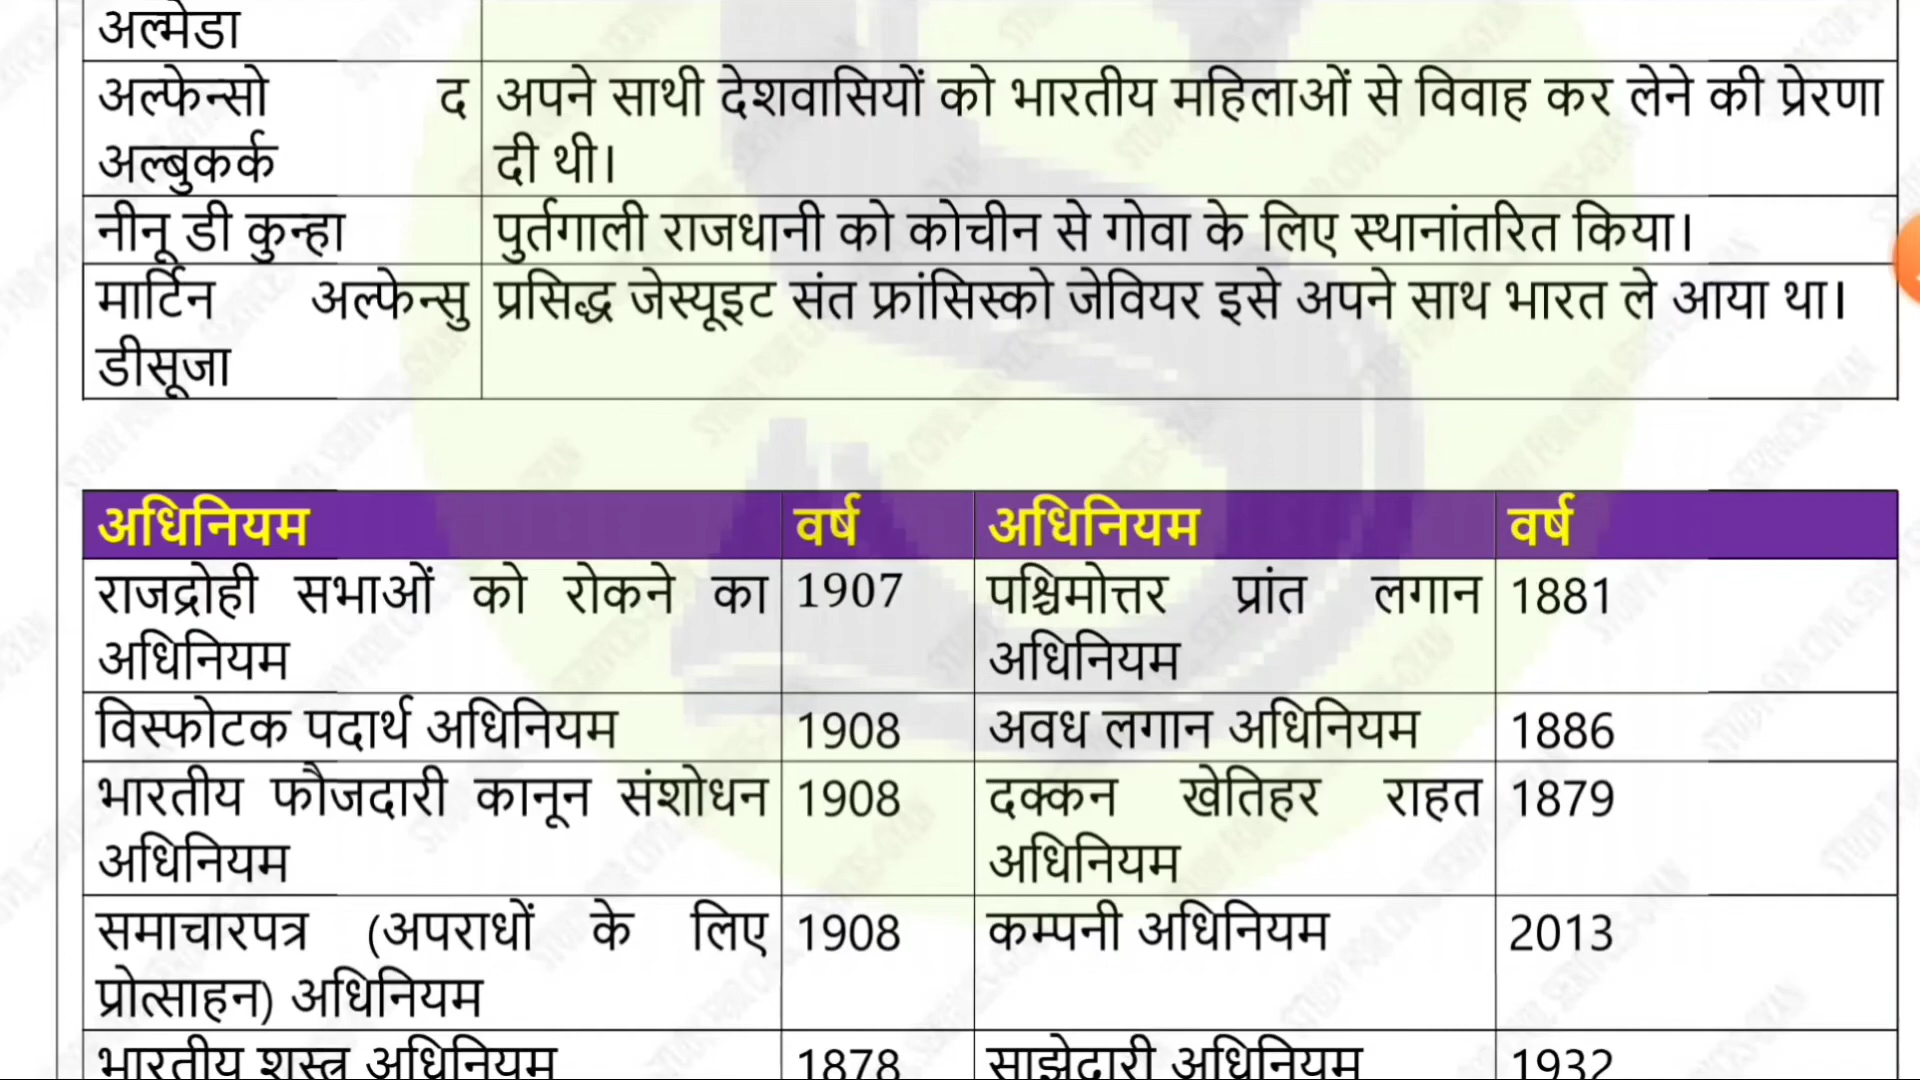 अल्मेडा
अल्फेन्सो द अपने साथी देशवासियों को भारतीय महिलाओं से विवाह कर लेने की प्रेरणा
अल्बुकर्क दी थी।
नीनू डी कुन्हा पुर्तगाली राजधानी को कोचीन से गोवा के लिए स्थानांतरित किया।
मार्टिन अल्फेन्सु प्रसिद्ध जेस्यूइट संत फ्रांसिस्को जेवियर इसे अपने साथ भारत ले आया था।
डीसूजा
अधिनियम वर्ष अधिनियम वर्ष
राजद्रोही सभाओं को रोकने का 1907 पश्चिमोत्तर प्रांत लगान 1881
अधिनियम अधिनियम
विस्फोटक पदार्थ अधिनियम 1908 अवध लगान अधिनियम 1886
भारतीय फौजदारी कानून संशोधन 1908 दक्कन खेतिहर राहत 1879
अधिनियम अधिनियम
समाचारपत्र (अपराधों के लिए 1908 कम्पनी अधिनियम 2013
प्रोत्साहन) अधिनियम
भारतीय शस्त्र अधिनियम 1878 साझेदारी अधिनियम 1932